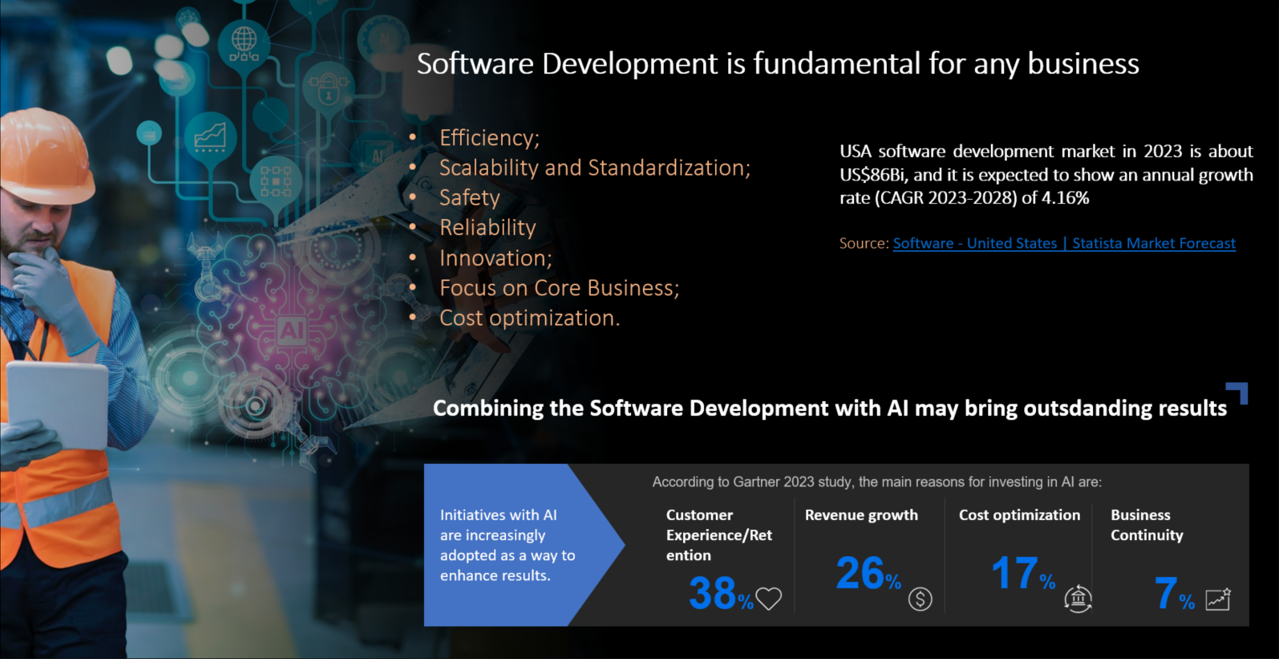 Software Development is fundamental for any business
• Efficiency;
• Scalability and Standardization;
• Safety
• Reliability
• Innovation;
• Focus on Core Business;
• Cost optimization.
USA software development market in 2023 is about
US$86Bi, and it is expected to show an annual growth
rate (CAGR 2023-2028) of 4.16%
Source: Software - United States | Statista Market Forecast
AI
AI
Combining the Software Development with AI may bring outsdanding results
Initiatives with AI
are increasingly
adopted as a way to
enhance results.
According to Gartner 2023 study, the main reasons for investing in AI are:
Customer
Experience/Ret
ention
38%
Revenue growth
26%
Cost optimization
17%
Business
Continuity
7%